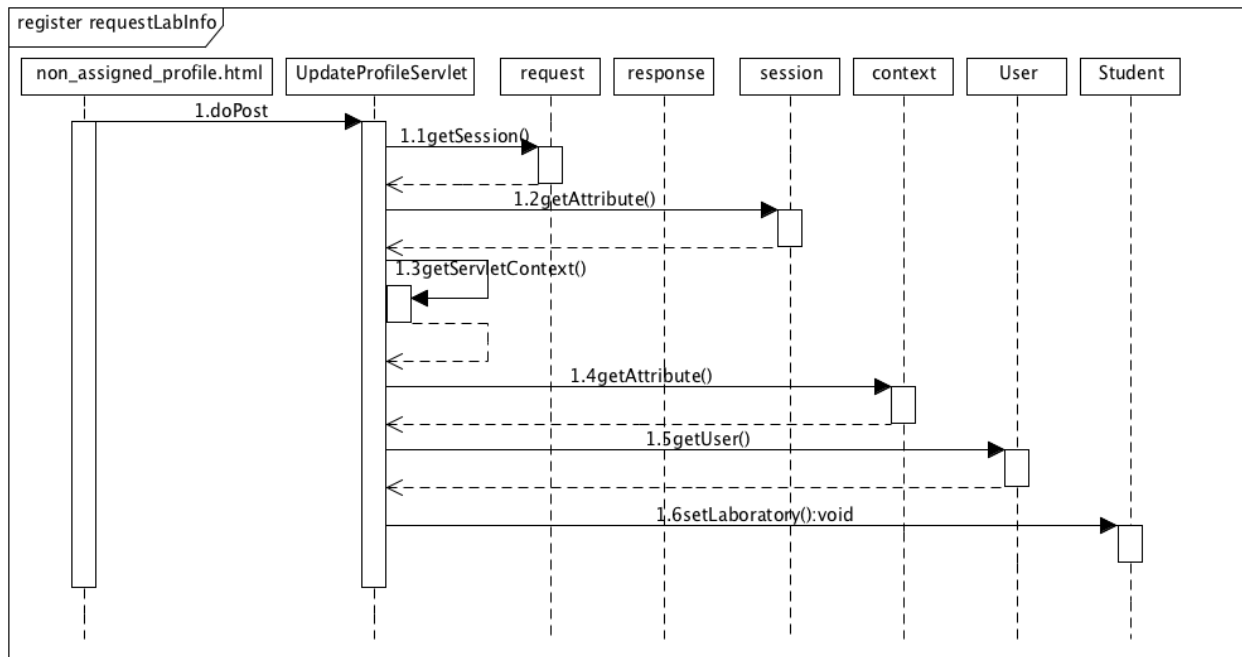 register requestLabInfo
non_assigned_profile.html
UpdateProfileServlet
request
response
session
context
User
Student
1.doPost
1.1getSession()
1.2getAttribute()
1.3getServletContext()
1.4getAttribute()
1.5getUser()
1.6setLaboratory():void